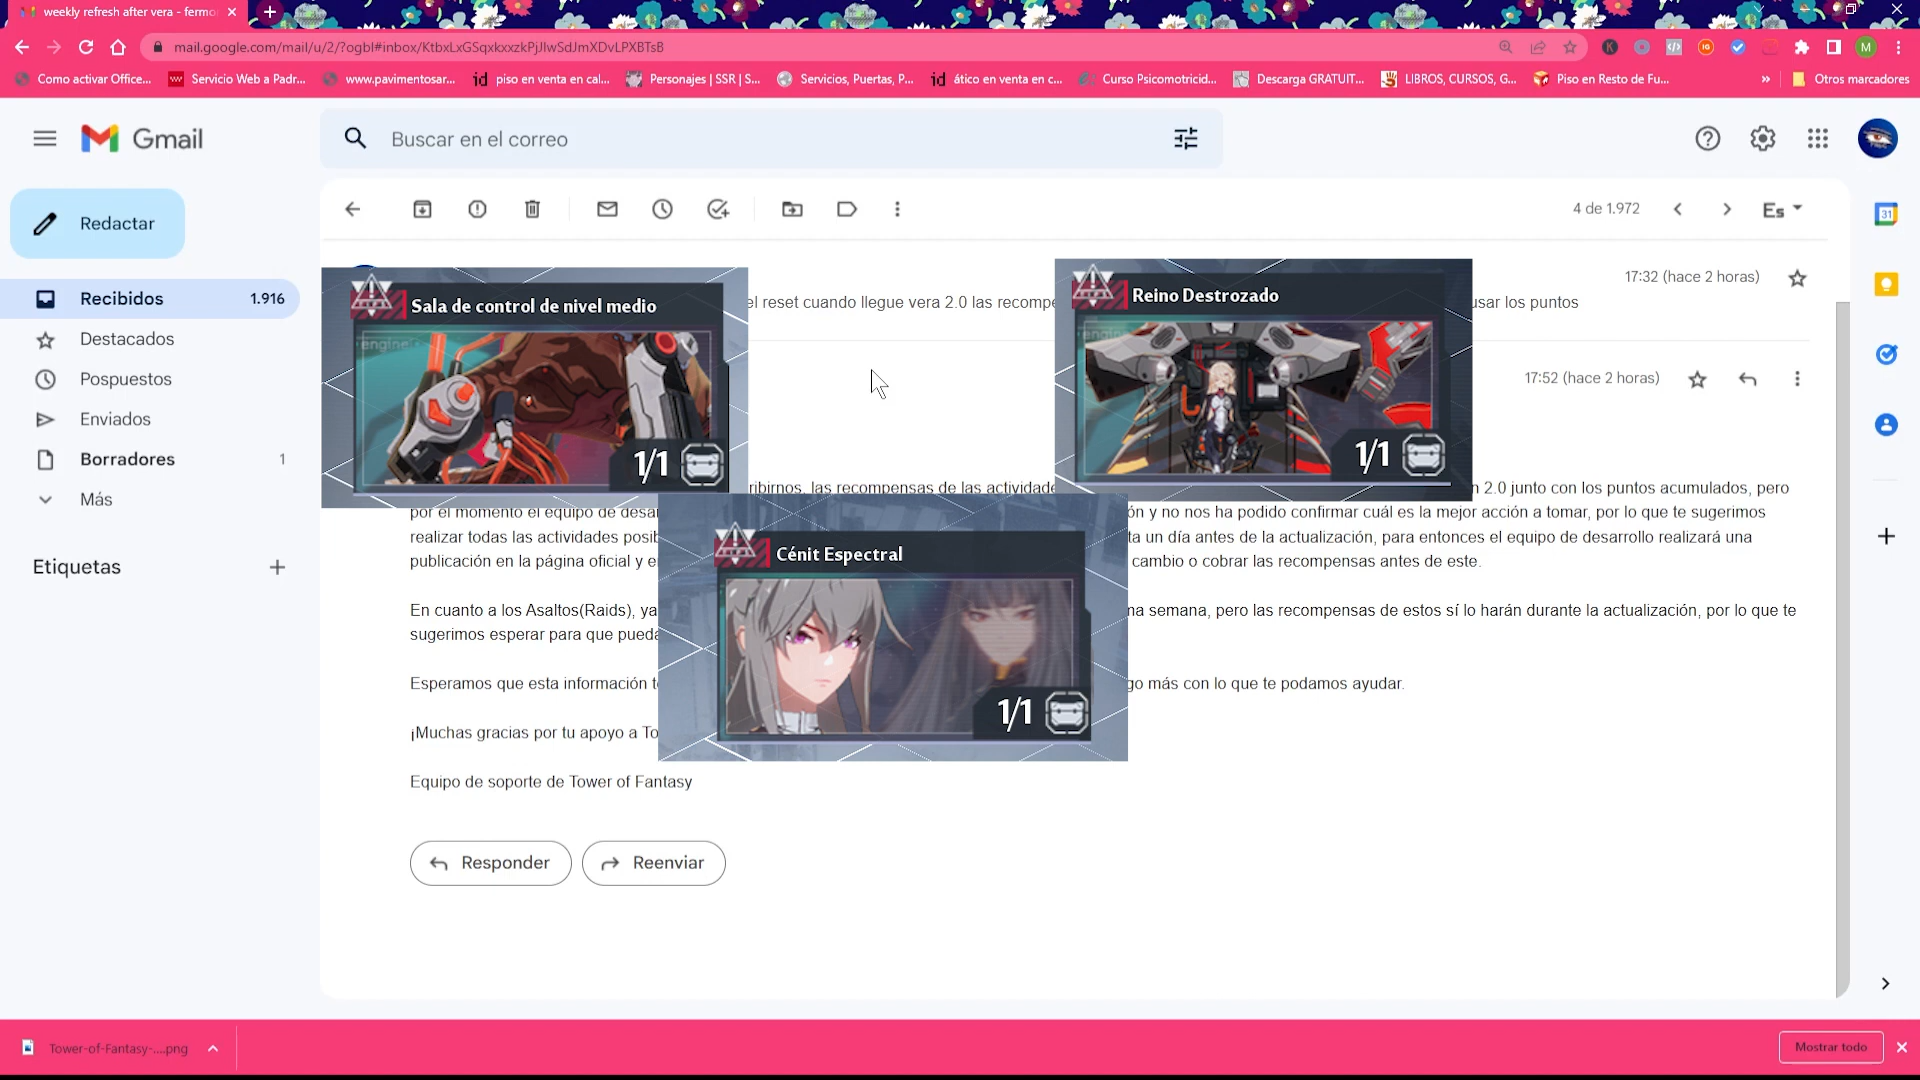 weekly refresh after vera - fermo
mail.google.com/mail/u/2/?ogbl#inbox/KtbxLxGSqxkxxzkPjJlwSdJmXDvLPXBTsB
Como activar Office...
Servicio Web a Padr...
www.pavimentosar...
piso en venta en cal...
Personajes | SSR | S...
Servicios, Puertas, P...
ático en venta en c...
Curso Psicomotricid...
Descarga GRATUIT...
LIBROS, CURSOS, G...
Piso en Resto de Fu...
Otros marcadores
Gmail
Buscar en el correo
Redactar
4 de 1.972
Es
Recibidos 1.916
Destacados
Pospuestos
Enviados
Borradores 1
Más
Etiquetas
17:32 (hace 2 horas)
el reset cuando llegue vera 2.0 las recompe
usar los puntos
Sala de control de nivel medio
engine
1/1
Reino Destrozado
engine
1/1
17:52 (hace 2 horas)
ribirnos, las recompensas de las actividade
n 2.0 junto con los puntos acumulados, pero
por el momento el equipo de desa
ón y no nos ha podido confirmar cuál es la mejor acción a tomar, por lo que te sugerimos
realizar todas las actividades posib
ta un día antes de la actualización, para entonces el equipo de desarrollo realizará una
publicación en la página oficial y e
cambio o cobrar las recompensas antes de este.
Cénit Espectral
1/1
En cuanto a los Asaltos(Raids), ya
na semana, pero las recompensas de estos sí lo harán durante la actualización, por lo que te
sugerimos esperar para que pueda
Esperamos que esta información t
go más con lo que te podamos ayudar.
¡Muchas gracias por tu apoyo a To
Equipo de soporte de Tower of Fantasy
Responder
Reenviar
Tower-of-Fantasy-....png
Mostrar todo